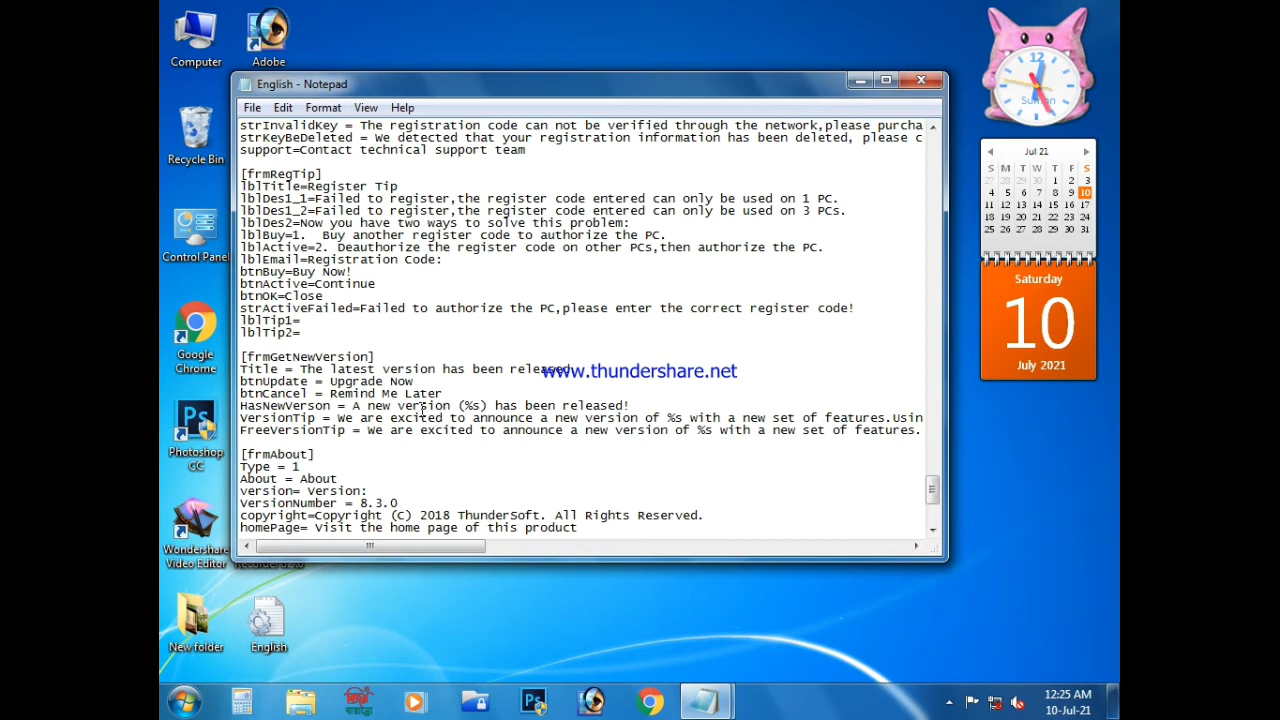 Computer
Adobe
Recycle Bin
Control Panel
Google
Chrome
Photoshop
CC
Wondershare
Video Editor
New folder
English
English - Notepad
File Edit Format View Help
strInvalidKey = The registration code can not be verified through the network,please purcha
strKeyBeDeleted = We detected that your registration information has been deleted, please c
support=Contact technical support team
[frmRegTip]
lblTitle=Register Tip
lblDes1_1=Failed to register,the register code entered can only be used on 1 PC.
lblDes1_2=Failed to register,the register code entered can only be used on 3 PCs.
lblDes2=Now you have two ways to solve this problem:
lblBuy=1.  Buy another register code to authorize the PC.
lblActive=2. Deauthorize the register code on other PCs,then authorize the PC.
lblEmail=Registration Code:
btnBuy=Buy Now!
btnActive=Continue
btnOK=Close
strActiveFailed=Failed to authorize the PC,please enter the correct register code!
lblTip1=
lblTip2=
[frmGetNewVersion]
Title = The latest version has been released
www.thundershare.net
btnUpdate = Upgrade Now
btnCancel = Remind Me Later
HasNewVerson = A new version (%s) has been released!
VersionTip = We are excited to announce a new version of %s with a new set of features.Usin
FreeVersionTip = We are excited to announce a new version of %s with a new set of features.
[frmAbout]
Type = 1
About = About
version= Version:
VersionNumber = 8.3.0
copyright=Copyright (c) 2018 ThunderSoft. All Rights Reserved.
homePage= Visit the home page of this product
12
Suman
Jul 21
S M T W T F S
27 28 29 30 1 2 3
4 5 6 7 8 9 10
11 12 13 14 15 16 17
18 19 20 21 22 23 24
25 26 27 28 29 30 31
Saturday
10
July 2021
Ps
12:25 AM
10-Jul-21